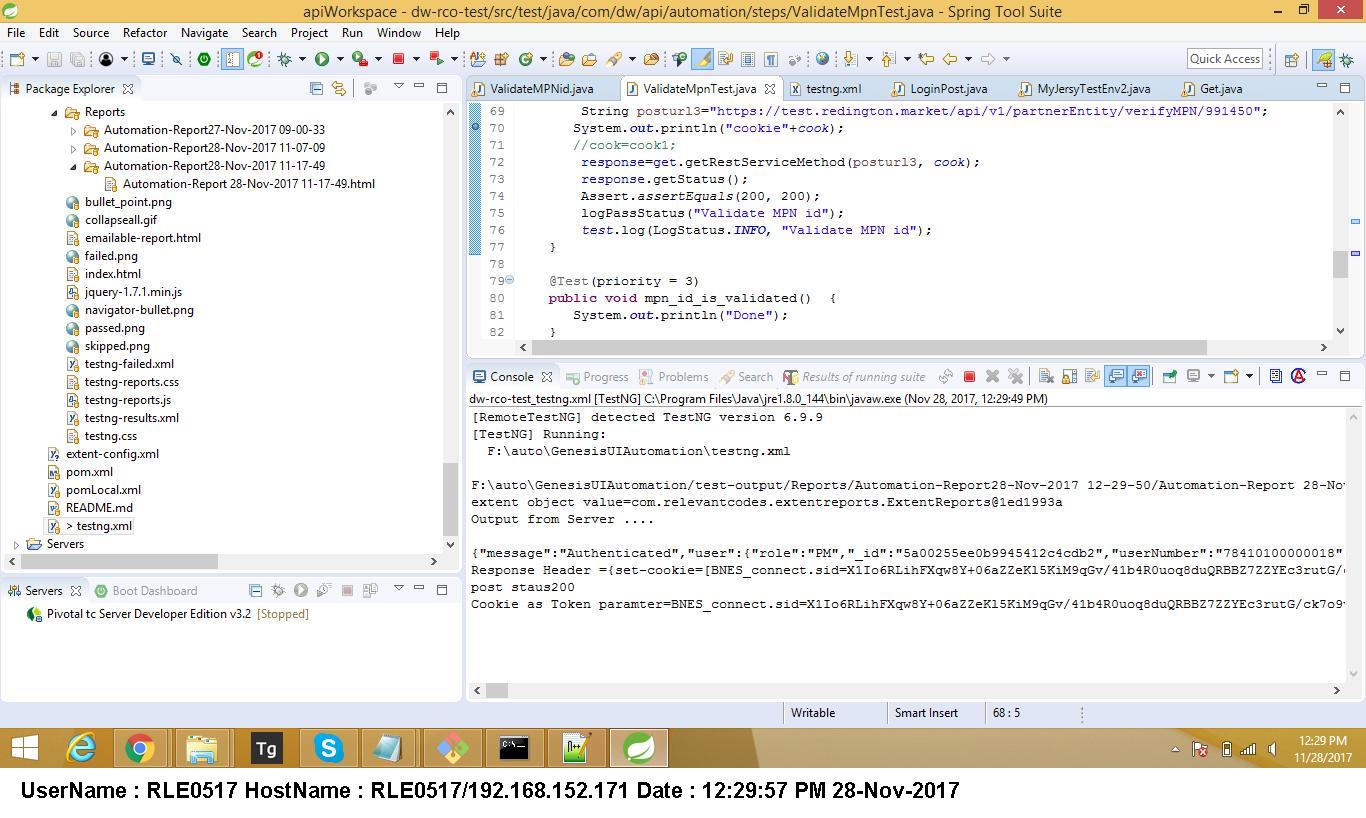 apiWorkspace - dw-rco-test/src/test/java/com/dw/api/automation/steps/ValidateMpnTest.java - Spring Tool Suite
File Edit Source Refactor Navigate Search Project Run Window Help
Quick Access
Package Explorer
Reports
Automation-Report27-Nov-2017 09-00-33
Automation-Report28-Nov-2017 11-07-09
Automation-Report28-Nov-2017 11-17-49
Automation-Report 28-Nov-2017 11-17-49.html
bullet_point.png
collapseall.gif
emailable-report.html
failed.png
index.html
jquery-1.7.1.min.js
navigator-bullet.png
passed.png
skipped.png
testng-failed.xml
testng-reports.css
testng-reports.js
testng-results.xml
testng.css
extent-config.xml
pom.xml
pomLocal.xml
README.md
> testng.xml
Servers
Servers Boot Dashboard
Pivotal tc Server Developer Edition v3.2 [Stopped]
ValidateMPNid.java ValidateMpnTest.java testng.xml LoginPost.java MyJersyTestEnv2.java Get.java
69 String posturl3="https://test.redington.market/api/v1/partnerEntity/verifyMPN/991450";
70 System.out.println("cookie"+cook);
71 //cook=cook1;
72 response=get.getRestServiceMethod(posturl3, cook);
73 response.getStatus();
74 Assert.assertEquals(200, 200);
75 logPassStatus("Validate MPN id");
76 test.log(LogStatus.INFO, "Validate MPN id");
77 }
78
79 @Test(priority = 3)
80 public void mpn_id_is_validated() {
81 System.out.println("Done");
82 }
Console Progress Problems Search Results of running suite
dw-rco-test_testng.xml [TestNG] C:\Program Files\Java\jre1.8.0_144\bin\javaw.exe (Nov 28, 2017, 12:29:49 PM)
[RemoteTestNG] detected TestNG version 6.9.9
[TestNG] Running:
F:\auto\GenesisUIAutomation\testng.xml
F:\auto\GenesisUIAutomation/test-output/Reports/Automation-Report28-Nov-2017 12-29-50/Automation-Report 28-Nov
extent object value=com.relevantcodes.extentreports.ExtentReports@1ed1993a
Output from Server ....
{"message":"Authenticated","user":{"role":"PM","_id":"5a00255ee0b9945412c4cdb2","userNumber":"78410100000018",
Response Header ={set-cookie=[BNES_connect.sid=X1Io6RLihFXqw8Y+06aZZeKl5KiM9qGv/41b4R0uoq8duQRBBZ7ZZYEc3rutG/
post staus200
Cookie as Token paramter=BNES_connect.sid=X1Io6RLihFXqw8Y+06aZZeKl5KiM9qGv/41b4R0uoq8duQRBBZ7ZZYEc3rutG/ck7o9
Writable Smart Insert 68 : 5
Tg
12:29 PM
11/28/2017
UserName : RLE0517 HostName : RLE0517/192.168.152.171 Date : 12:29:57 PM 28-Nov-2017